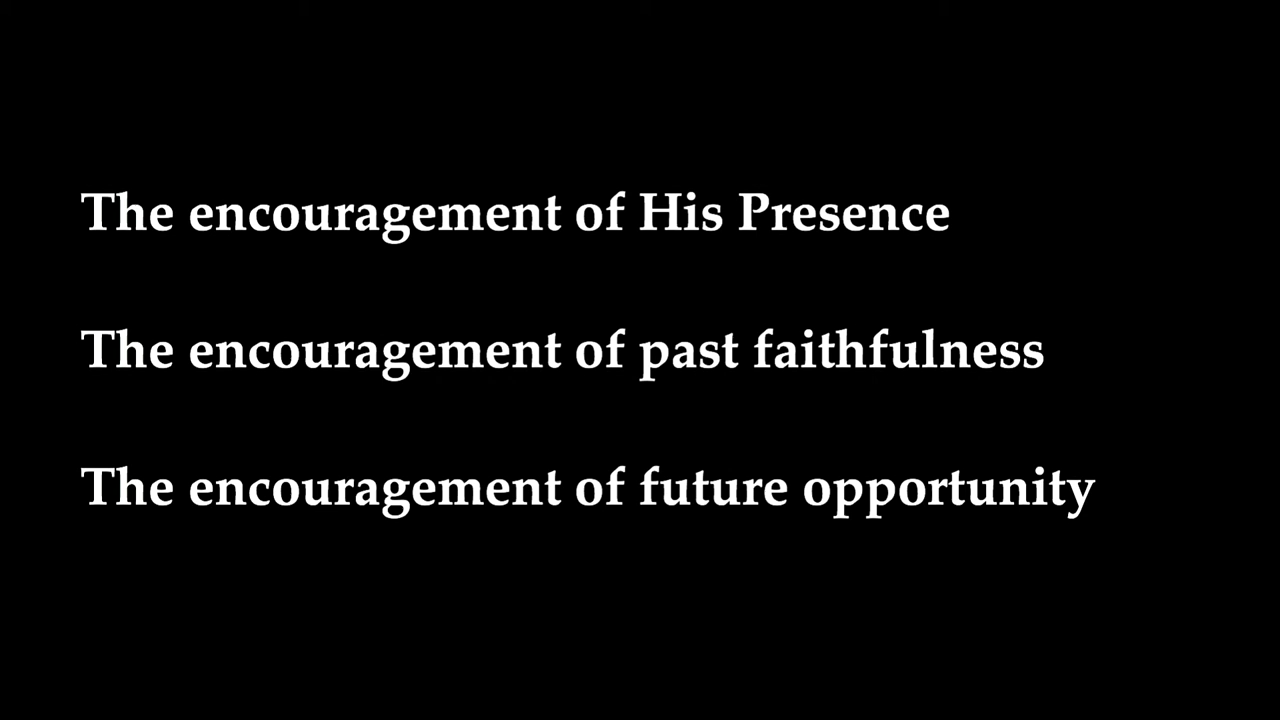 The encouragement of His Presence
The encouragement of past faithfulness
The encouragement of future opportunity